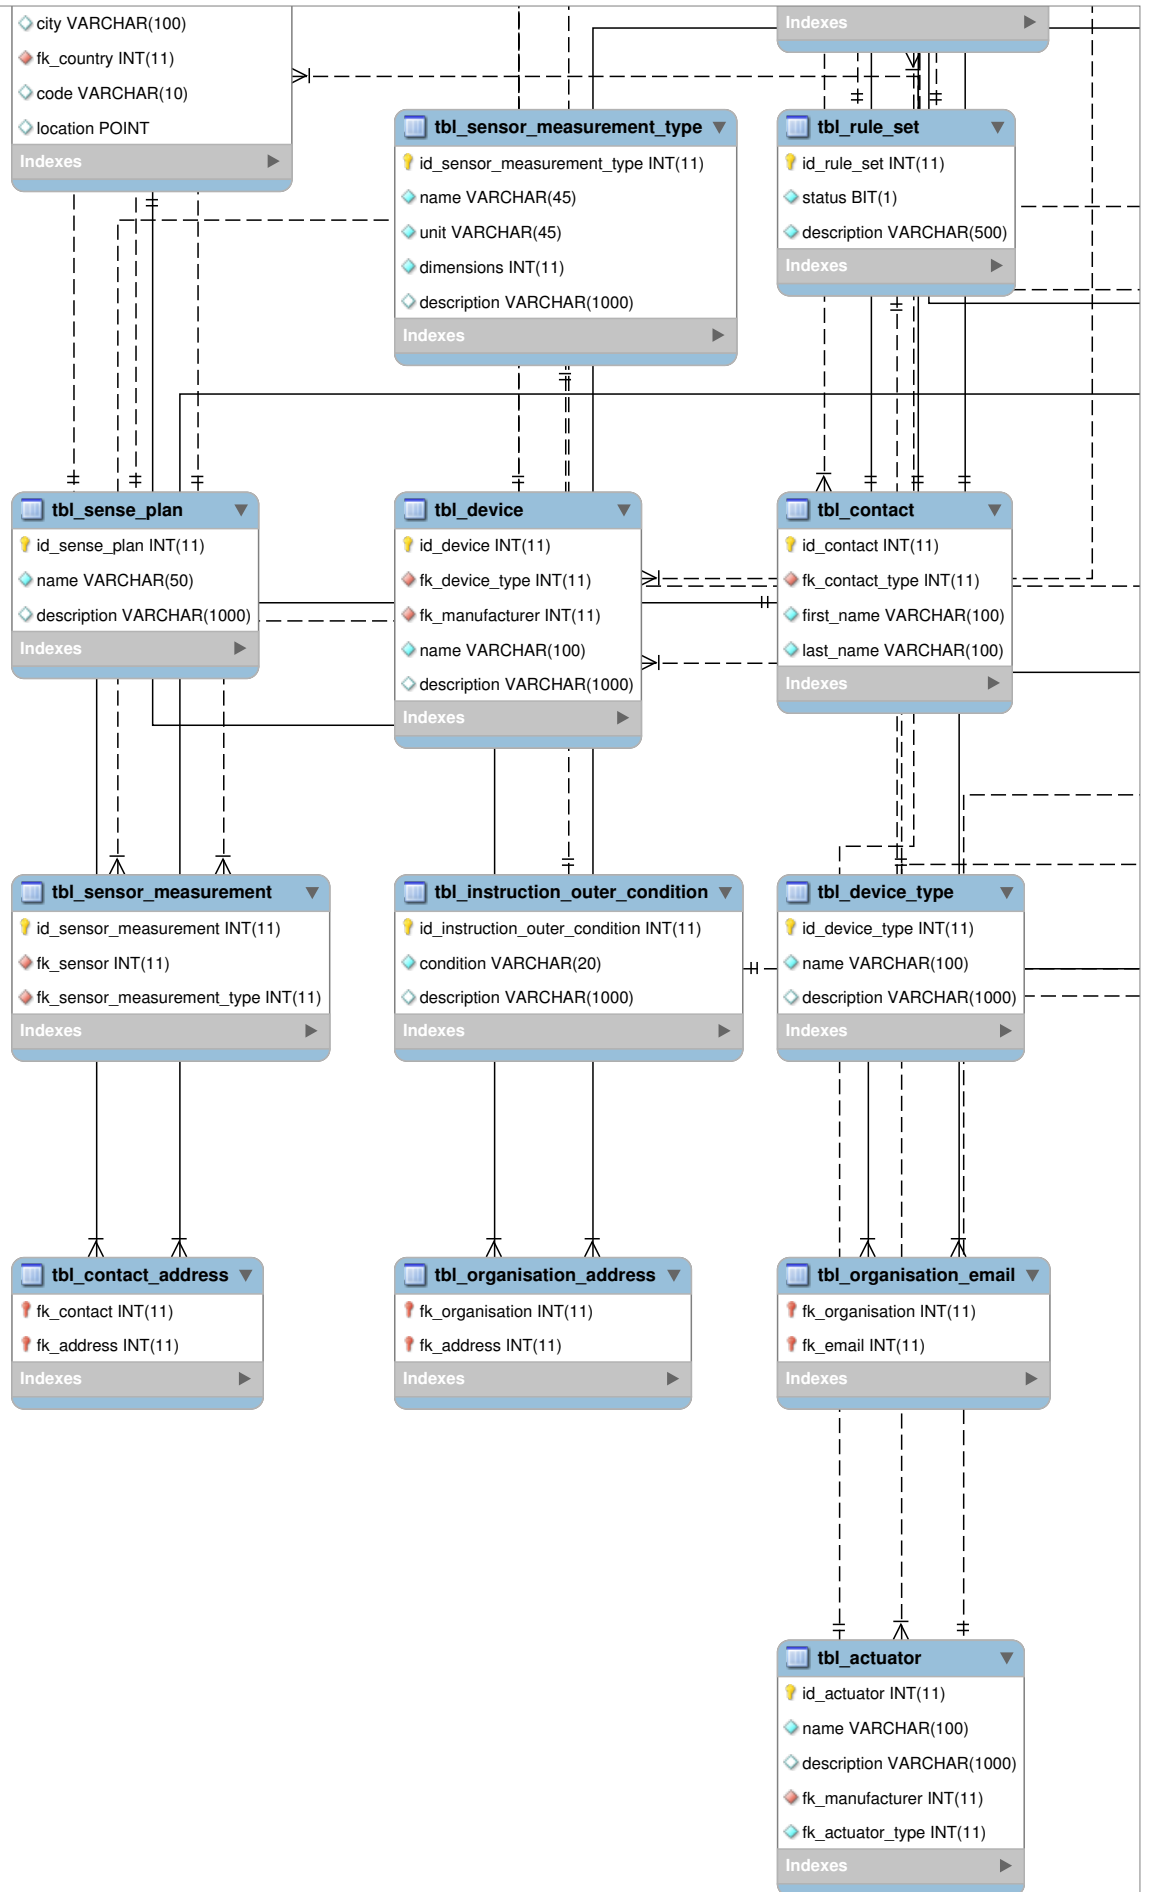 city VARCHAR(100)
fk_country INT(11)
code VARCHAR(10)
location POINT
Indexes
Indexes
tbl_sensor_measurement_type
id_sensor_measurement_type INT(11)
name VARCHAR(45)
unit VARCHAR(45)
dimensions INT(11)
description VARCHAR(1000)
Indexes
tbl_rule_set
id_rule_set INT(11)
status BIT(1)
description VARCHAR(500)
Indexes
tbl_sense_plan
id_sense_plan INT(11)
name VARCHAR(50)
description VARCHAR(1000)
Indexes
tbl_device
id_device INT(11)
fk_device_type INT(11)
fk_manufacturer INT(11)
name VARCHAR(100)
description VARCHAR(1000)
Indexes
tbl_contact
id_contact INT(11)
fk_contact_type INT(11)
first_name VARCHAR(100)
last_name VARCHAR(100)
Indexes
tbl_sensor_measurement
id_sensor_measurement INT(11)
fk_sensor INT(11)
fk_sensor_measurement_type INT(11)
Indexes
tbl_instruction_outer_condition
id_instruction_outer_condition INT(11)
condition VARCHAR(20)
description VARCHAR(1000)
Indexes
tbl_device_type
id_device_type INT(11)
name VARCHAR(100)
description VARCHAR(1000)
Indexes
tbl_contact_address
fk_contact INT(11)
fk_address INT(11)
Indexes
tbl_organisation_address
fk_organisation INT(11)
fk_address INT(11)
Indexes
tbl_organisation_email
fk_organisation INT(11)
fk_email INT(11)
Indexes
tbl_actuator
id_actuator INT(11)
name VARCHAR(100)
description VARCHAR(1000)
fk_manufacturer INT(11)
fk_actuator_type INT(11)
Indexes